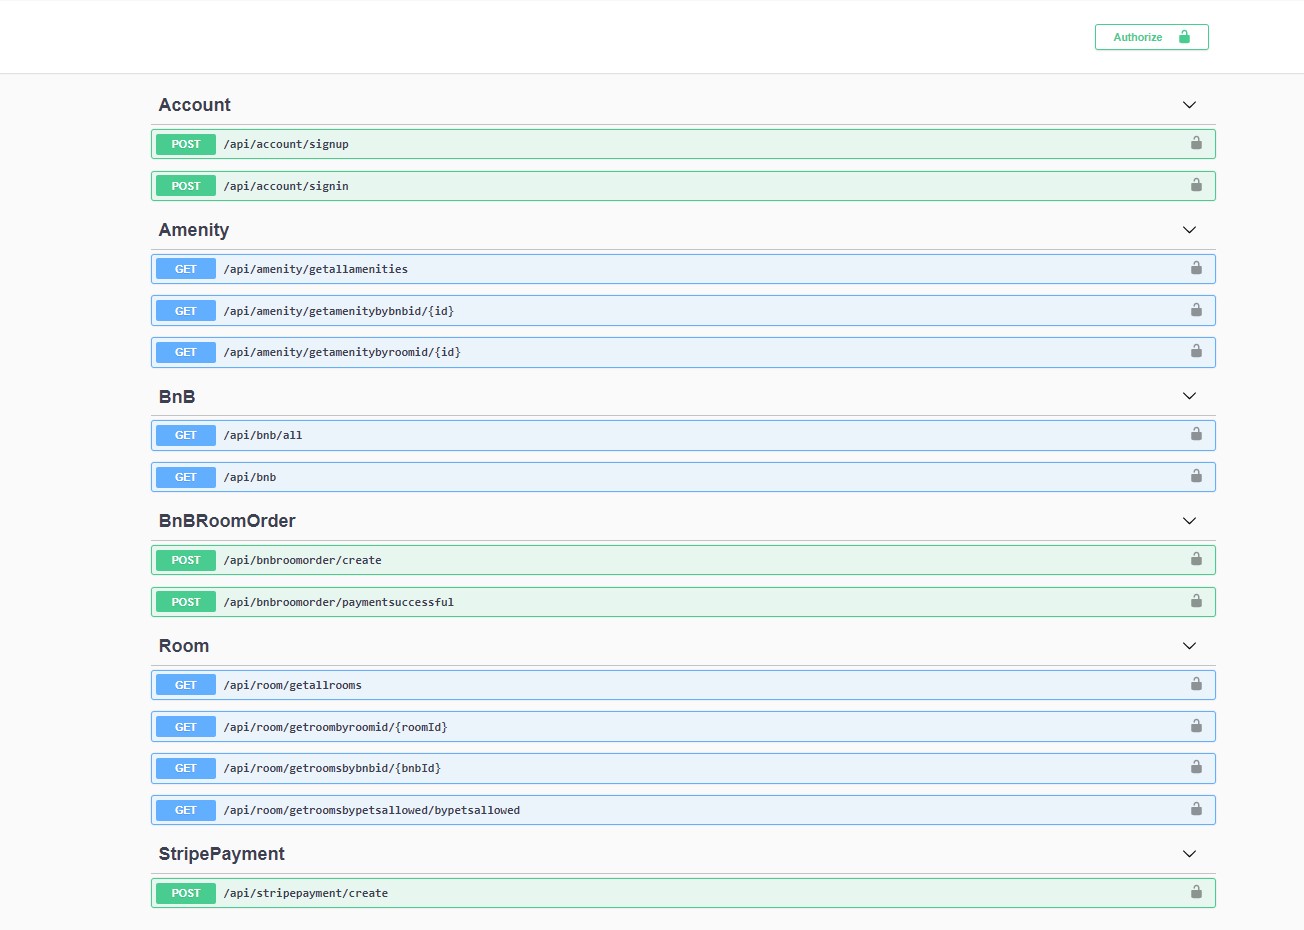 Authorize
Account
POST /api/account/signup
POST /api/account/signin
Amenity
GET /api/amenity/getallamenities
GET /api/amenity/getamenitybybnbid/{id}
GET /api/amenity/getamenitybyroomid/{id}
BnB
GET /api/bnb/all
GET /api/bnb
BnBRoomOrder
POST /api/bnbroomorder/create
POST /api/bnbroomorder/paymentsuccessful
Room
GET /api/room/getallrooms
GET /api/room/getroombyroomid/{roomId}
GET /api/room/getroomsbybnbid/{bnbId}
GET /api/room/getroomsbypetsallowed/bypetsallowed
StripePayment
POST /api/stripepayment/create